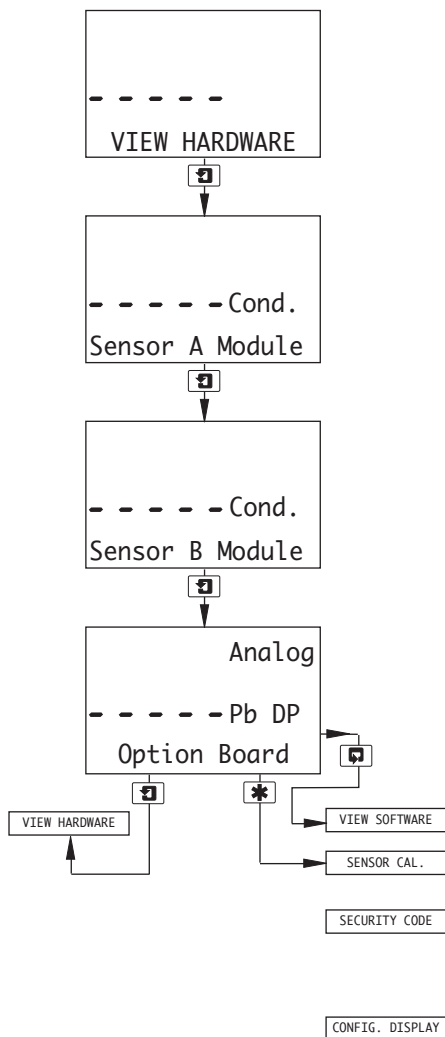 - - - - -
VIEW HARDWARE
- - - - - Cond.
Sensor A Module
- - - - - Cond.
Sensor B Module
Analog
- - - - - Pb DP
Option Board
VIEW HARDWARE
VIEW SOFTWARE
SENSOR CAL.
SECURITY CODE
CONFIG. DISPLAY